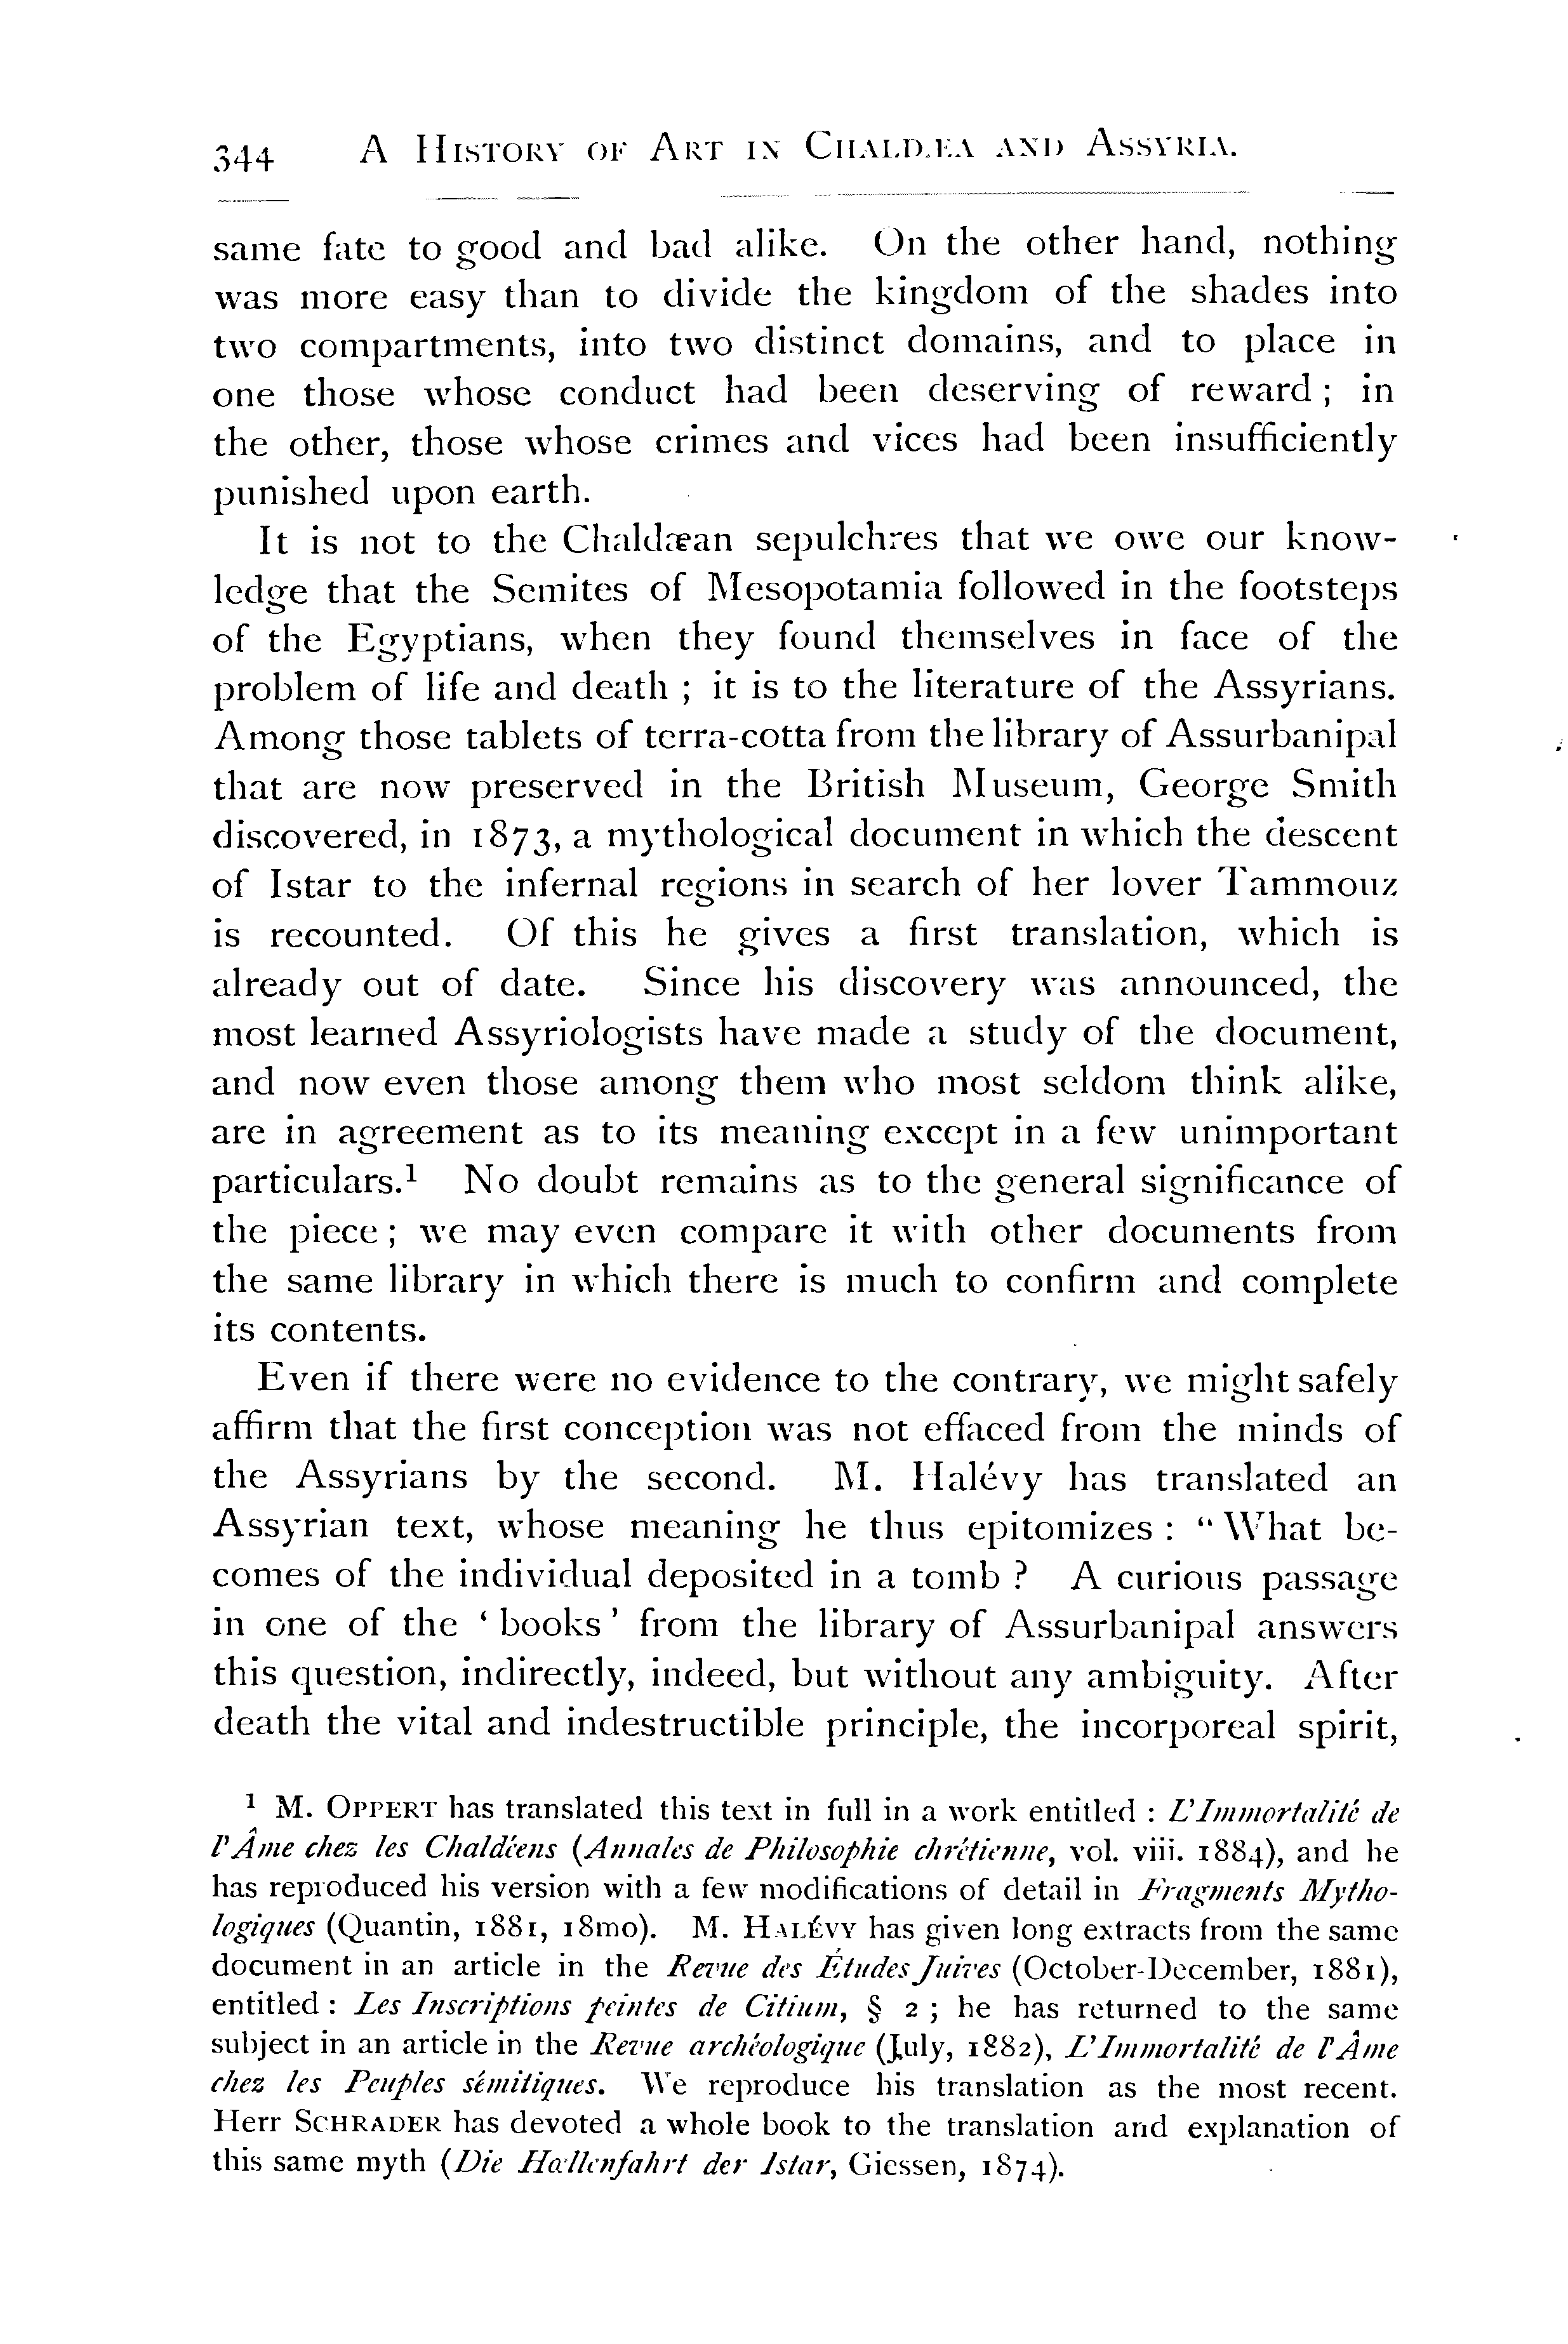 344 A HISTORY OF ART IN CHALDÆA AND ASSYRIA.
same fate to good and bad alike. On the other hand, nothing
was more easy than to divide the kingdom of the shades into
two compartments, into two distinct domains, and to place in
one those whose conduct had been deserving of reward ; in
the other, those whose crimes and vices had been insufficiently
punished upon earth.
It is not to the Chaldæan sepulchres that we owe our know-
ledge that the Semites of Mesopotamia followed in the footsteps
of the Egyptians, when they found themselves in face of the
problem of life and death ; it is to the literature of the Assyrians.
Among those tablets of terra-cotta from the library of Assurbanipal
that are now preserved in the British Museum, George Smith
discovered, in 1873, a mythological document in which the descent
of Istar to the infernal regions in search of her lover Tammouz
is recounted. Of this he gives a first translation, which is
already out of date. Since his discovery was announced, the
most learned Assyriologists have made a study of the document,
and now even those among them who most seldom think alike,
are in agreement as to its meaning except in a few unimportant
particulars.¹ No doubt remains as to the general significance of
the piece ; we may even compare it with other documents from
the same library in which there is much to confirm and complete
its contents.
Even if there were no evidence to the contrary, we might safely
affirm that the first conception was not effaced from the minds of
the Assyrians by the second. M. Halévy has translated an
Assyrian text, whose meaning he thus epitomizes : “ What be-
comes of the individual deposited in a tomb ? A curious passage
in one of the ‘ books ’ from the library of Assurbanipal answers
this question, indirectly, indeed, but without any ambiguity. After
death the vital and indestructible principle, the incorporeal spirit,
¹ M. OPPERT has translated this text in full in a work entitled : L'Immortalité de
l'Âme chez les Chaldéens (Annales de Philosophie chrétienne, vol. viii. 1884), and he
has reproduced his version with a few modifications of detail in Fragments Mytho-
logiques (Quantin, 1881, 18mo). M. HALÉVY has given long extracts from the same
document in an article in the Revue des Études Juives (October-December, 1881),
entitled : Les Inscriptions peintes de Citium, § 2 ; he has returned to the same
subject in an article in the Revue archéologique (July, 1882), L'Immortalité de l'Âme
chez les Peuples sémitiques. We reproduce his translation as the most recent.
Herr SCHRADER has devoted a whole book to the translation and explanation of
this same myth (Die Hœllenfahrt der Istar, Giessen, 1874).